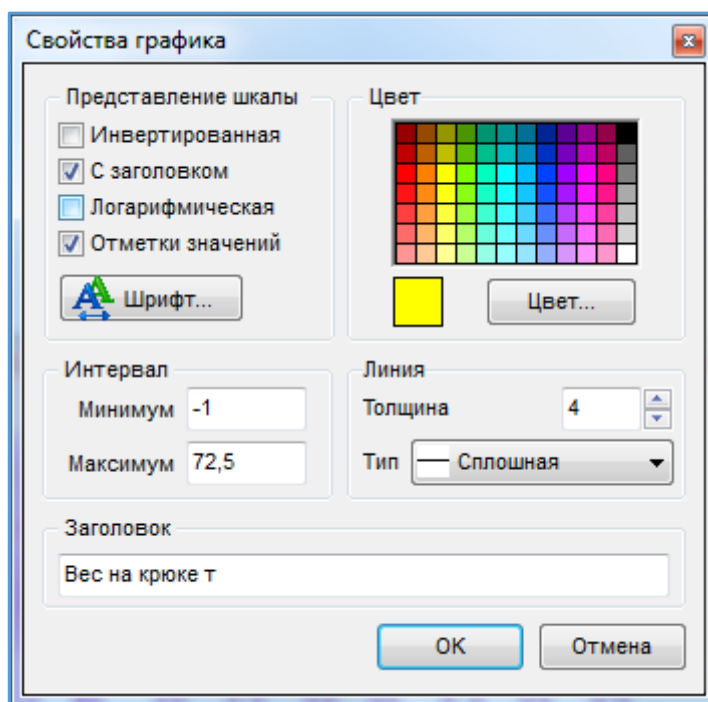 Свойства графика
Представление шкалы
Инвертированная
С заголовком
Логарифмическая
Отметки значений
Шрифт...
Цвет
Цвет...
Интервал
Минимум -1
Максимум 72,5
Линия
Толщина 4
Тип Сплошная
Заголовок
Вес на крюке т
OK Отмена